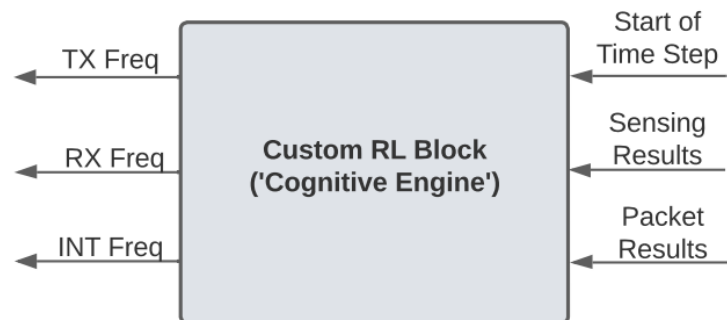 TX Freq
RX Freq
INT Freq
Custom RL Block
('Cognitive Engine')
Start of
Time Step
Sensing
Results
Packet
Results